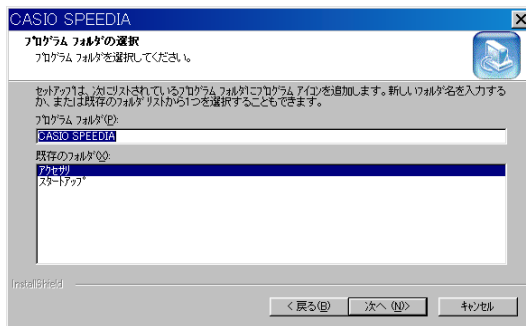 CASIO SPEEDIA
ﾌﾟﾛｸﾞﾗﾑ ﾌｫﾙﾀﾞの選択
ﾌﾟﾛｸﾞﾗﾑ ﾌｫﾙﾀﾞを選択してください。
ｾｯﾄｱｯﾌﾟは、次にﾘｽﾄされているﾌﾟﾛｸﾞﾗﾑ ﾌｫﾙﾀﾞにﾌﾟﾛｸﾞﾗﾑ ｱｲｺﾝを追加します。新しいﾌｫﾙﾀﾞ名を入力する
か、または既存のﾌｫﾙﾀﾞ ﾘｽﾄから1つを選択することもできます。
ﾌﾟﾛｸﾞﾗﾑ ﾌｫﾙﾀﾞ(P):
CASIO SPEEDIA
既存のﾌｫﾙﾀﾞ(X):
ｱｸｾｻﾘ
ｽﾀｰﾄｱｯﾌﾟ
InstallShield
< 戻る(B) 次へ (N)> ｷｬﾝｾﾙ